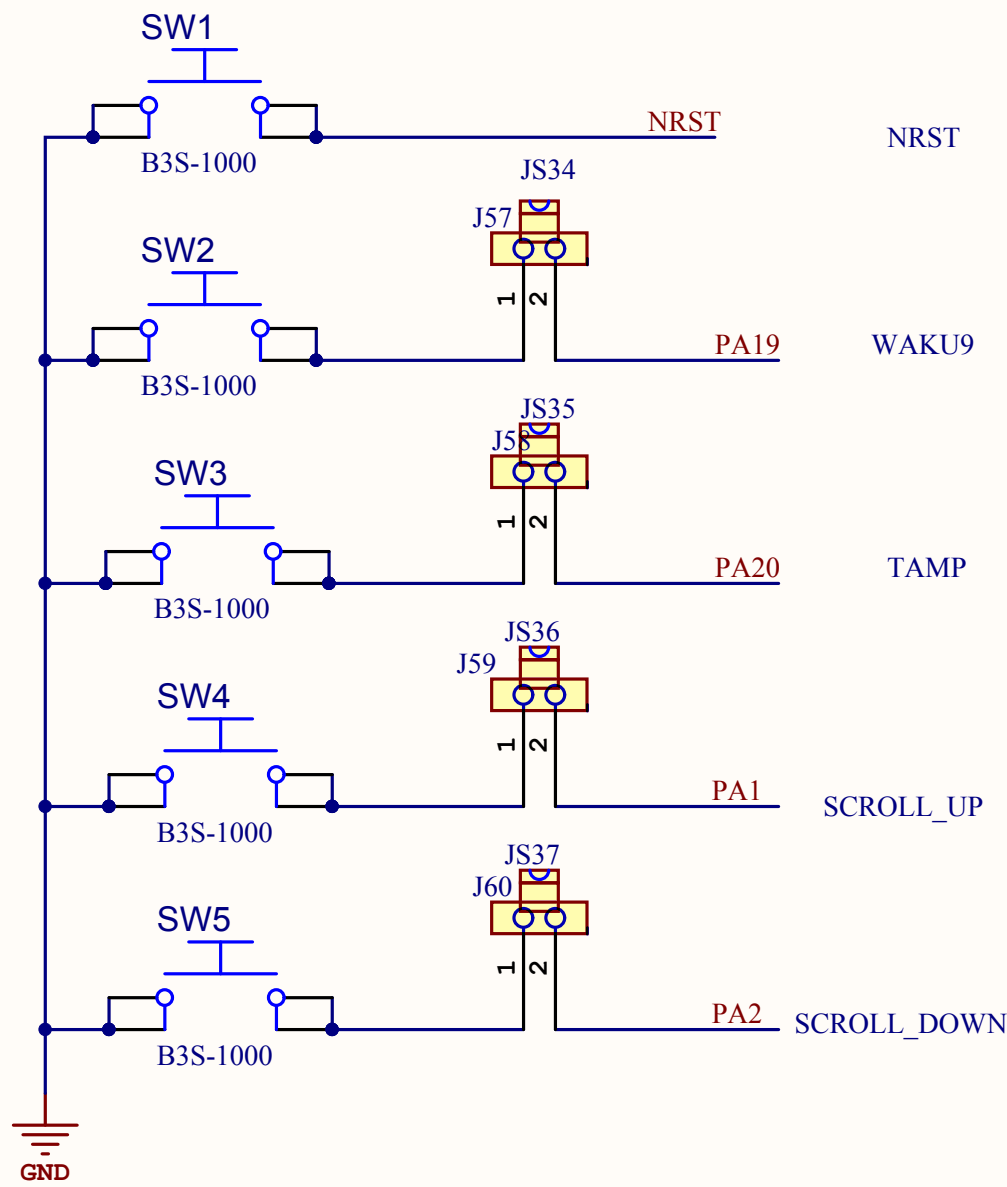 SW1
B3S-1000
NRST
NRST
JS34
J57
SW2
B3S-1000
1
2
PA19
WAKU9
JS35
J58
SW3
B3S-1000
1
2
PA20
TAMP
JS36
J59
SW4
B3S-1000
1
2
PA1
SCROLL_UP
JS37
J60
SW5
B3S-1000
1
2
PA2
SCROLL_DOWN
GND